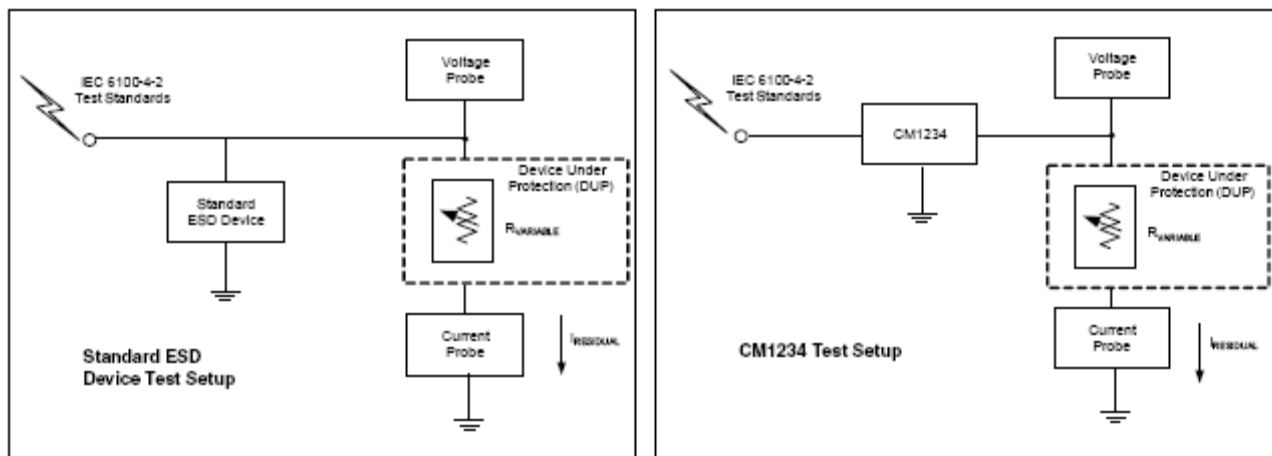 IEC 6100-4-2
Test Standards
Voltage
Probe
Standard
ESD Device
Device Under
Protection (DUP)
RVARIABLE
Current
Probe
IRESIDUAL
Standard ESD
Device Test Setup
IEC 6100-4-2
Test Standards
Voltage
Probe
CM1234
Device Under
Protection (DUP)
RVARIABLE
Current
Probe
IRESIDUAL
CM1234 Test Setup